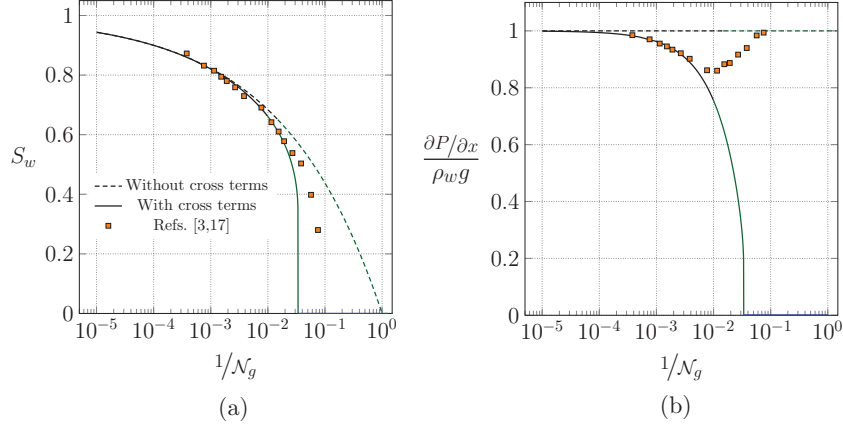 1
0.8
0.6
0.4
0.2
0
S_w
Without cross terms
With cross terms
Refs. [3,17]
10^{-5} 10^{-4} 10^{-3} 10^{-2} 10^{-1} 10^0
1/𝒩_g
(a)
1
0.8
0.6
0.4
0.2
0
∂P/∂x
ρ_w g
10^{-5} 10^{-4} 10^{-3} 10^{-2} 10^{-1} 10^0
1/𝒩_g
(b)